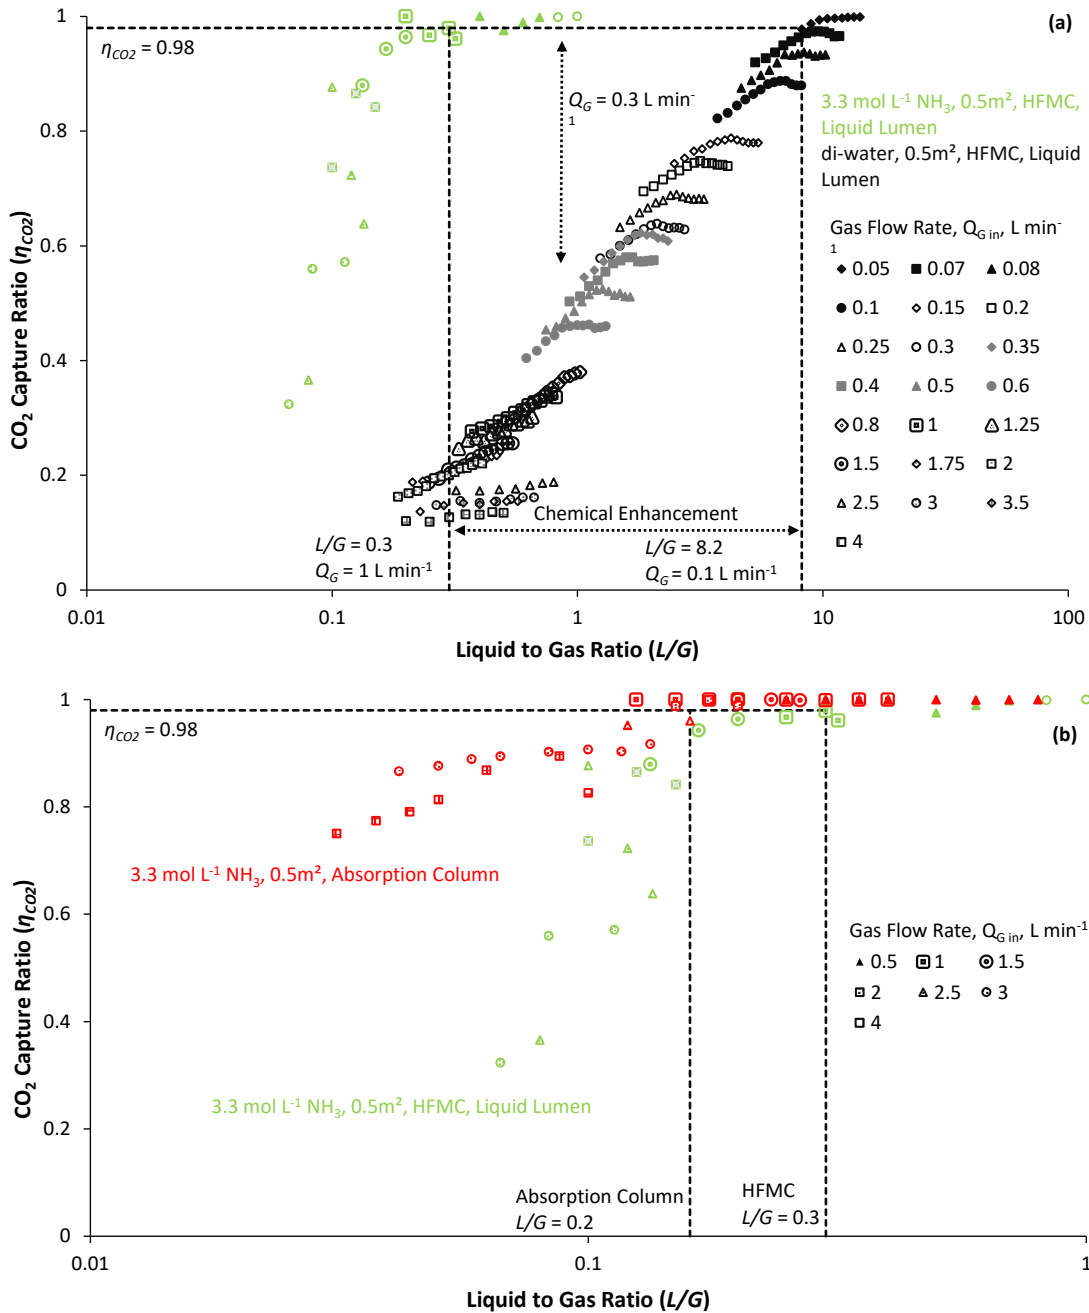 (a)
1
η_CO2 = 0.98
0.8
0.6
0.4
0.2
0
CO₂ Capture Ratio (η_CO2)
Q_G = 0.3 L min⁻
1
3.3 mol L⁻¹ NH₃, 0.5m², HFMC,
Liquid Lumen
di-water, 0.5m², HFMC, Liquid
Lumen
Gas Flow Rate, Q_G in, L min⁻
1
0.05 0.07 0.08
0.1 0.15 0.2
0.25 0.3 0.35
0.4 0.5 0.6
0.8 1 1.25
1.5 1.75 2
2.5 3 3.5
4
Chemical Enhancement
L/G = 0.3
Q_G = 1 L min⁻¹
L/G = 8.2
Q_G = 0.1 L min⁻¹
0.01 0.1 1 10 100
Liquid to Gas Ratio (L/G)
(b)
1
η_CO2 = 0.98
0.8
0.6
0.4
0.2
0
CO₂ Capture Ratio (η_CO2)
3.3 mol L⁻¹ NH₃, 0.5m², Absorption Column
3.3 mol L⁻¹ NH₃, 0.5m², HFMC, Liquid Lumen
Gas Flow Rate, Q_G in, L min⁻¹
0.5 1 1.5
2 2.5 3
4
Absorption Column
L/G = 0.2
HFMC
L/G = 0.3
0.01 0.1 1
Liquid to Gas Ratio (L/G)